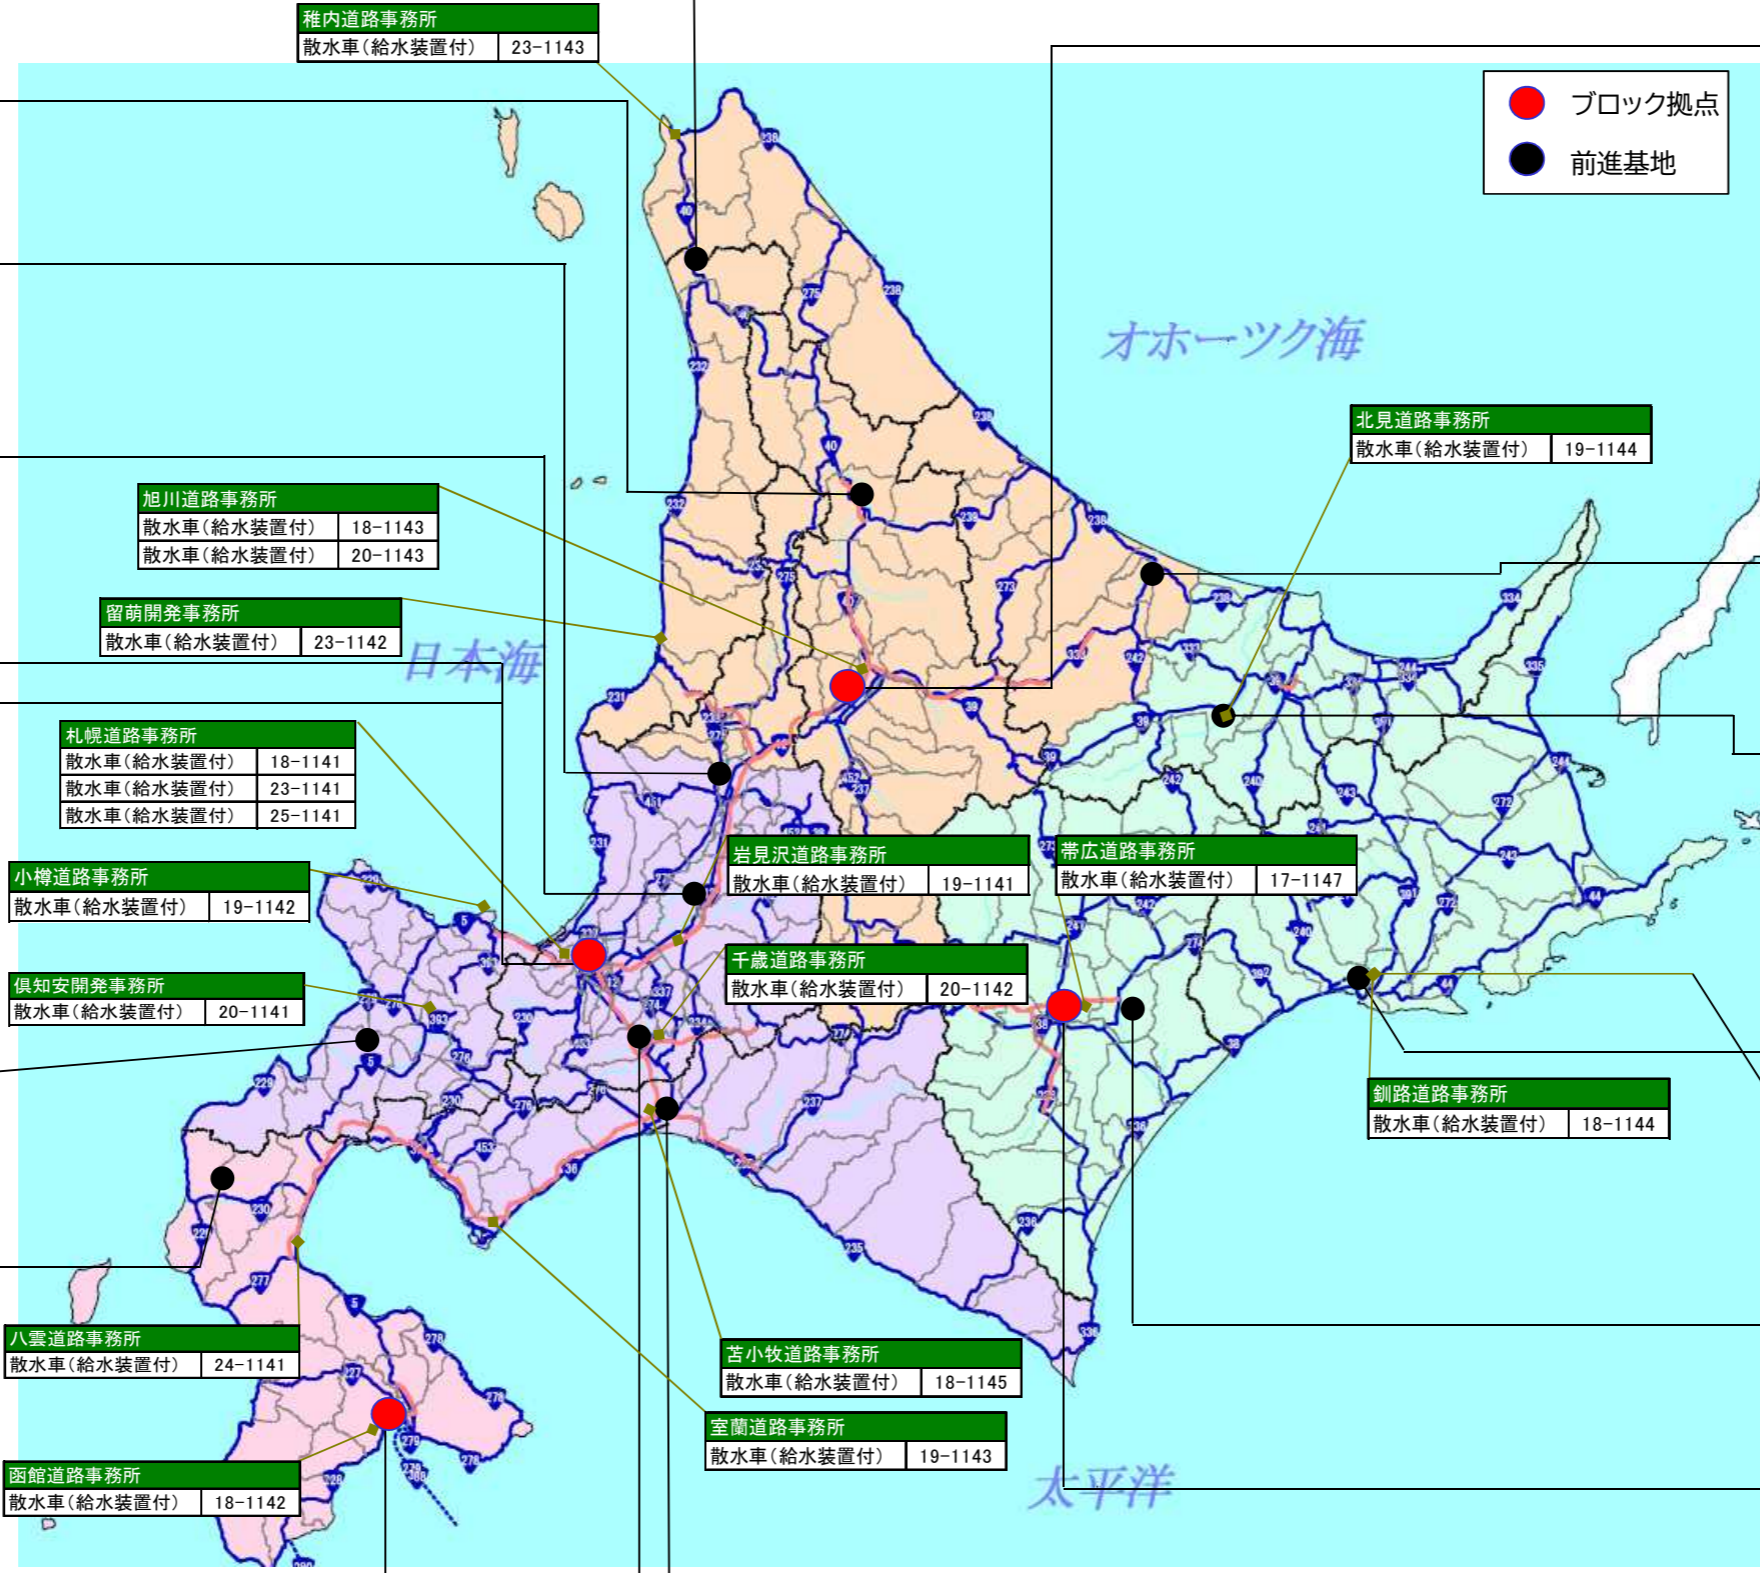 稚内道路事務所
散水車(給水装置付) 23-1143
ブロック拠点
前進基地
オホーツク海
北見道路事務所
散水車(給水装置付) 19-1144
旭川道路事務所
散水車(給水装置付) 18-1143
散水車(給水装置付) 20-1143
留萌開発事務所
散水車(給水装置付) 23-1142
日本海
札幌道路事務所
散水車(給水装置付) 18-1141
散水車(給水装置付) 23-1141
散水車(給水装置付) 25-1141
岩見沢道路事務所
散水車(給水装置付) 19-1141
帯広道路事務所
散水車(給水装置付) 17-1147
小樽道路事務所
散水車(給水装置付) 19-1142
千歳道路事務所
散水車(給水装置付) 20-1142
倶知安開発事務所
散水車(給水装置付) 20-1141
釧路道路事務所
散水車(給水装置付) 18-1144
八雲道路事務所
散水車(給水装置付) 24-1141
苫小牧道路事務所
散水車(給水装置付) 18-1145
室蘭道路事務所
散水車(給水装置付) 19-1143
函館道路事務所
散水車(給水装置付) 18-1142
太平洋